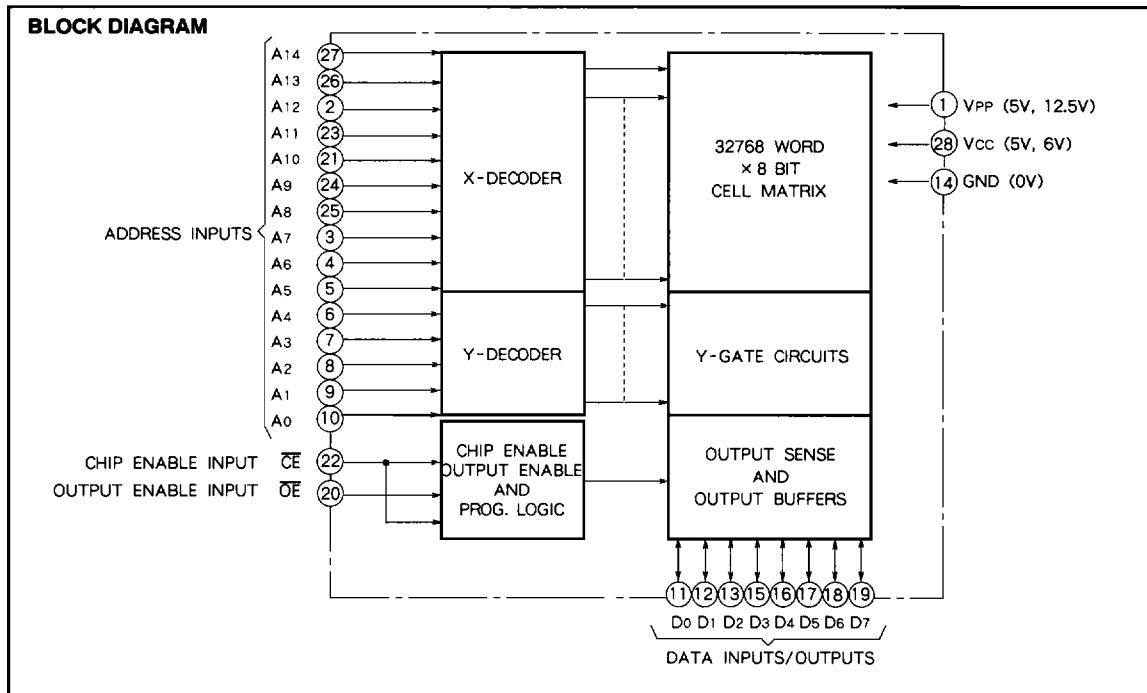 BLOCK DIAGRAM
A14 27
A13 26
A12 2
A11 23
A10 21
A9 24
A8 25
A7 3
A6 4
A5 5
A4 6
A3 7
A2 8
A1 9
A0 10
ADDRESS INPUTS
CHIP ENABLE INPUT C̅E̅ 22
OUTPUT ENABLE INPUT O̅E̅ 20
X-DECODER
Y-DECODER
CHIP ENABLE
OUTPUT ENABLE
AND
PROG. LOGIC
32768 WORD
× 8 BIT
CELL MATRIX
Y-GATE CIRCUITS
OUTPUT SENSE
AND
OUTPUT BUFFERS
1 VPP (5V, 12.5V)
28 VCC (5V, 6V)
14 GND (0V)
11 12 13 15 16 17 18 19
D0 D1 D2 D3 D4 D5 D6 D7
DATA INPUTS/OUTPUTS